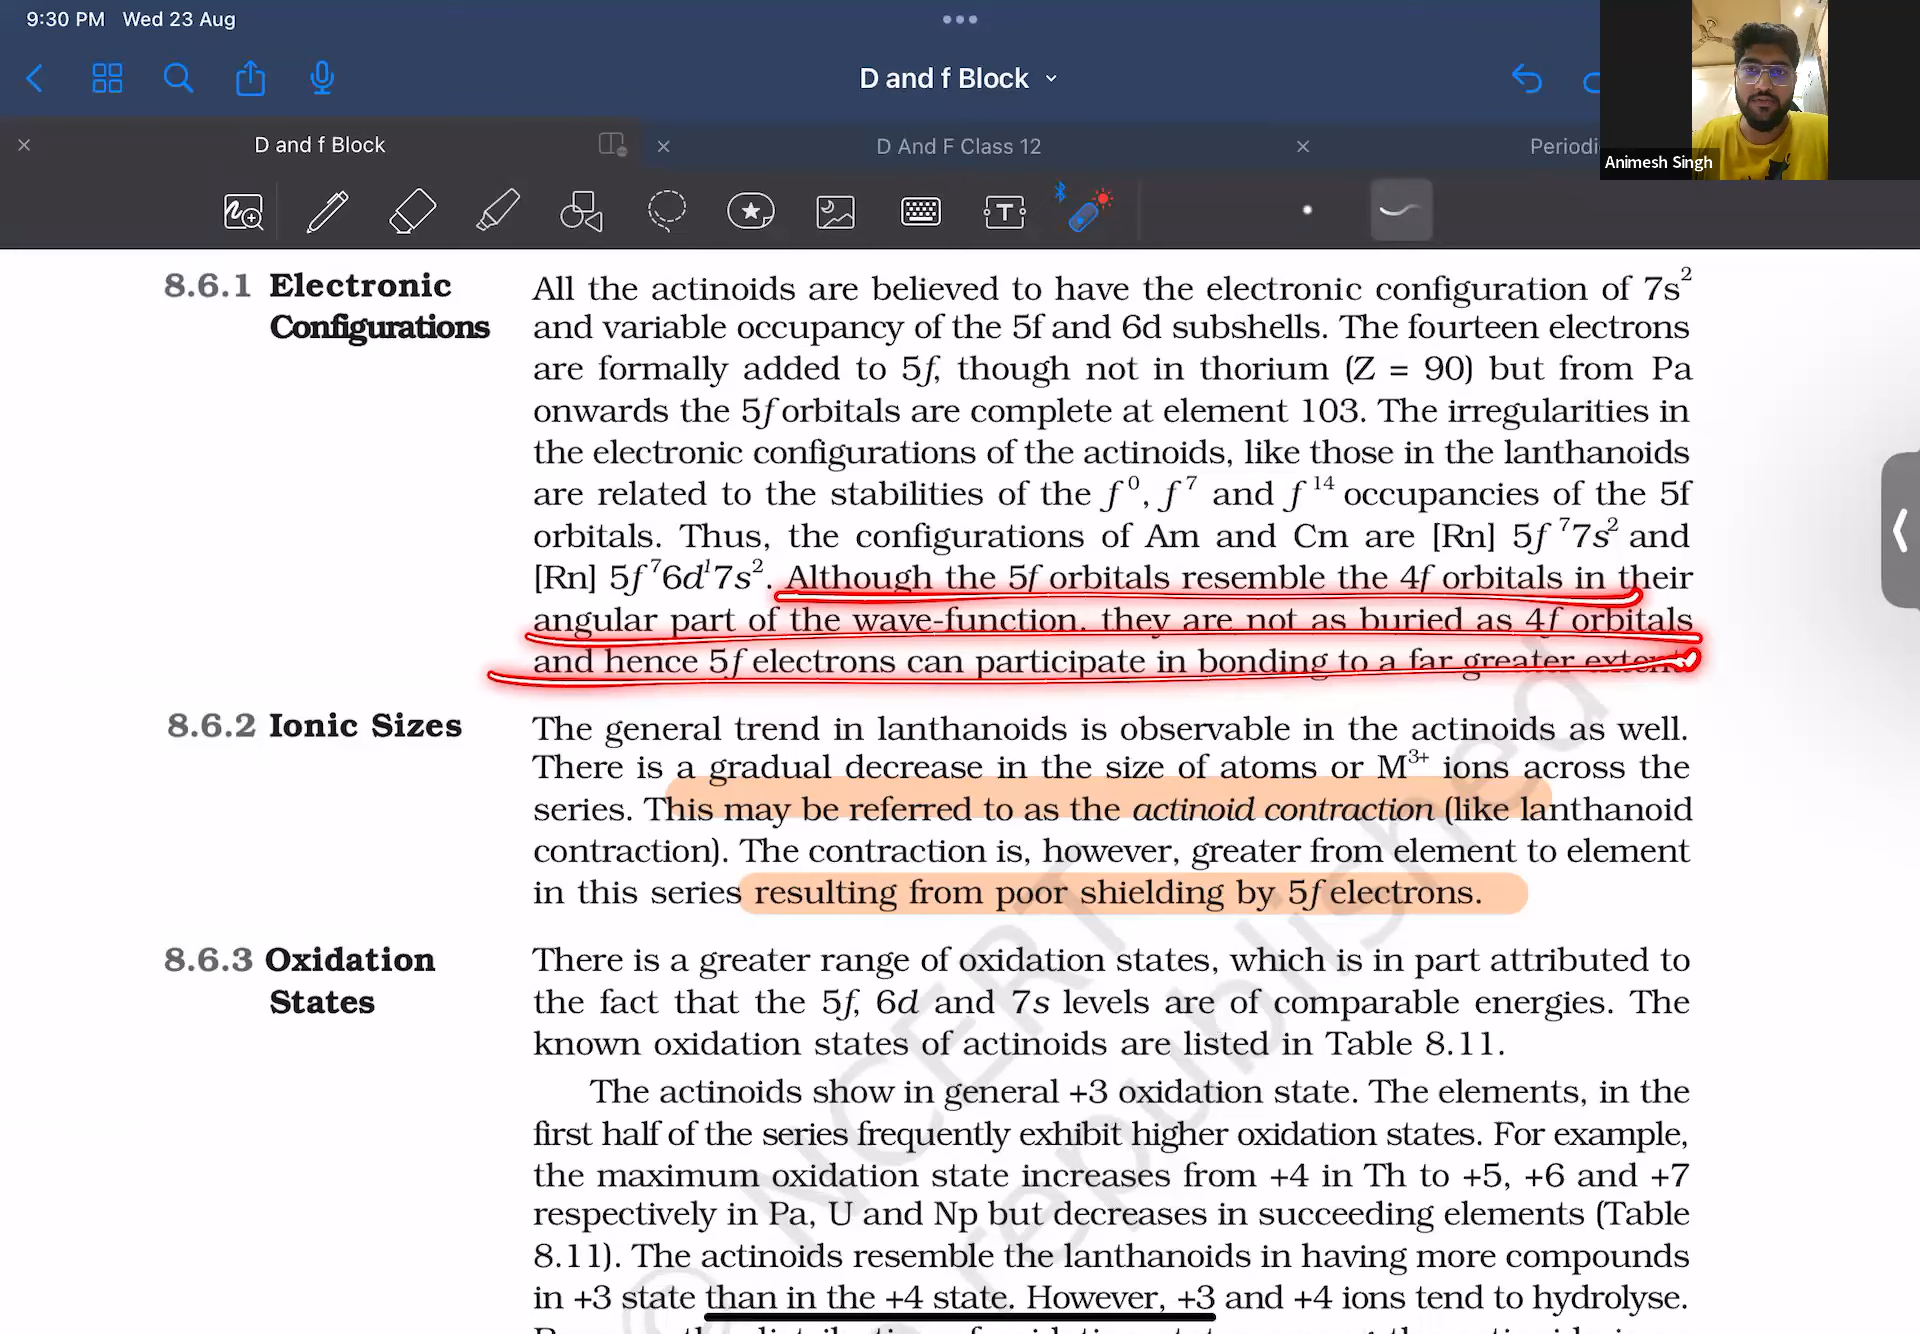 9:30 PM Wed 23 Aug
D and f Block
D and f Block
D And F Class 12
Periodi
Animesh Singh
T
8.6.1 Electronic Configurations
All the actinoids are believed to have the electronic configuration of 7s²
and variable occupancy of the 5f and 6d subshells. The fourteen electrons
are formally added to 5f, though not in thorium (Z = 90) but from Pa
onwards the 5f orbitals are complete at element 103. The irregularities in
the electronic configurations of the actinoids, like those in the lanthanoids
are related to the stabilities of the f⁰, f⁷ and f¹⁴ occupancies of the 5f
orbitals. Thus, the configurations of Am and Cm are [Rn] 5f⁷7s² and
[Rn] 5f⁷6d¹7s². Although the 5f orbitals resemble the 4f orbitals in their
angular part of the wave-function, they are not as buried as 4f orbitals
and hence 5f electrons can participate in bonding to a far greater extent.
8.6.2 Ionic Sizes
The general trend in lanthanoids is observable in the actinoids as well.
There is a gradual decrease in the size of atoms or M³⁺ ions across the
series. This may be referred to as the actinoid contraction (like lanthanoid
contraction). The contraction is, however, greater from element to element
in this series resulting from poor shielding by 5f electrons.
8.6.3 Oxidation States
There is a greater range of oxidation states, which is in part attributed to
the fact that the 5f, 6d and 7s levels are of comparable energies. The
known oxidation states of actinoids are listed in Table 8.11.
The actinoids show in general +3 oxidation state. The elements, in the
first half of the series frequently exhibit higher oxidation states. For example,
the maximum oxidation state increases from +4 in Th to +5, +6 and +7
respectively in Pa, U and Np but decreases in succeeding elements (Table
8.11). The actinoids resemble the lanthanoids in having more compounds
in +3 state than in the +4 state. However, +3 and +4 ions tend to hydrolyse.
© NCERT
republished